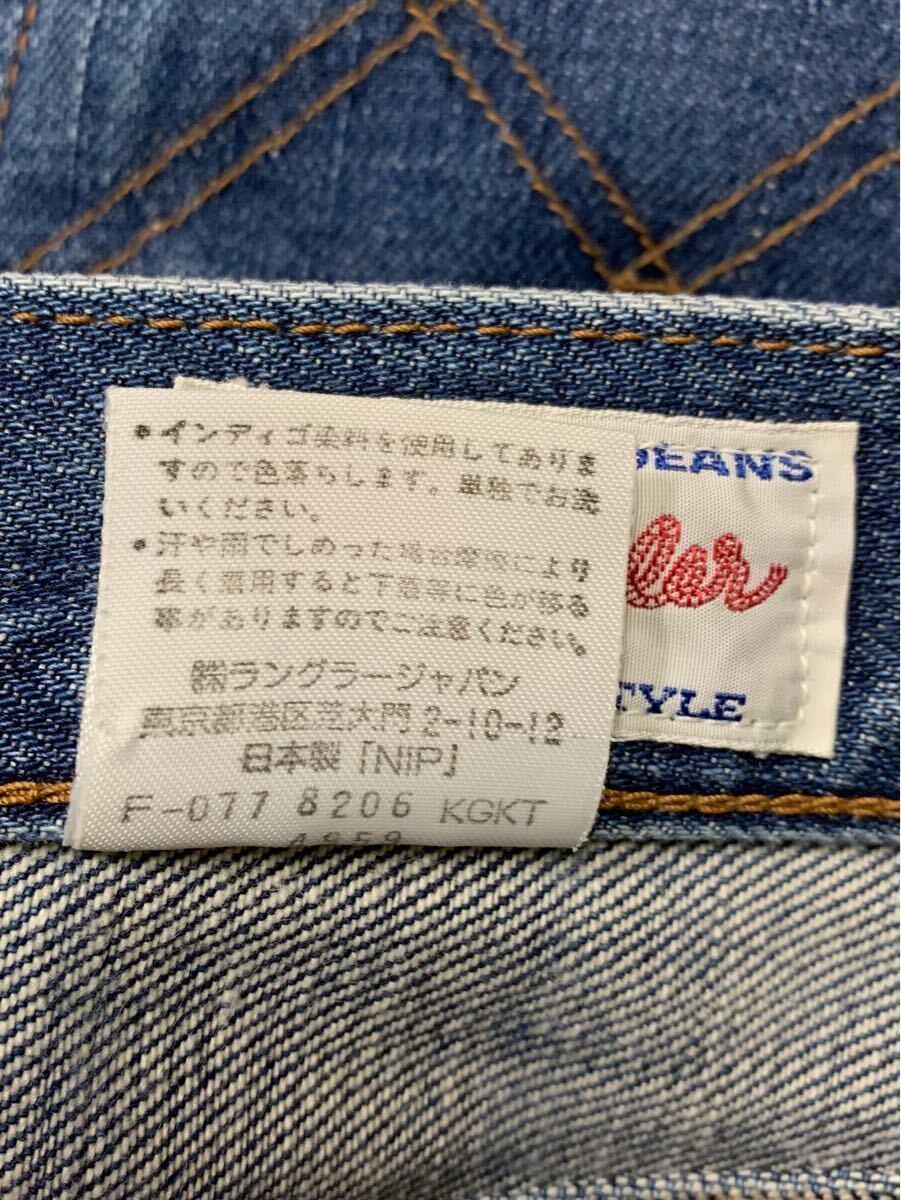 ・インディゴ染料を使用してありま
すので色落ちします。単独でお洗
いください。
・汗や雨でしめった場合摩擦により
長く着用すると下着等に色が移る
事がありますのでご注意ください。
㈱ラングラージャパン
東京都港区芝大門2-10-12
日本製「NIP」
F-077 8206 KGKT
4859
JEANS
ler
TYLE